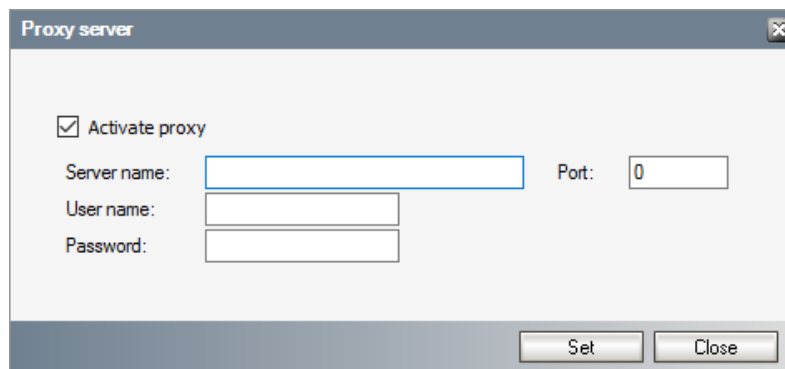 Proxy server
Activate proxy
Server name: Port: 0
User name:
Password:
Set Close